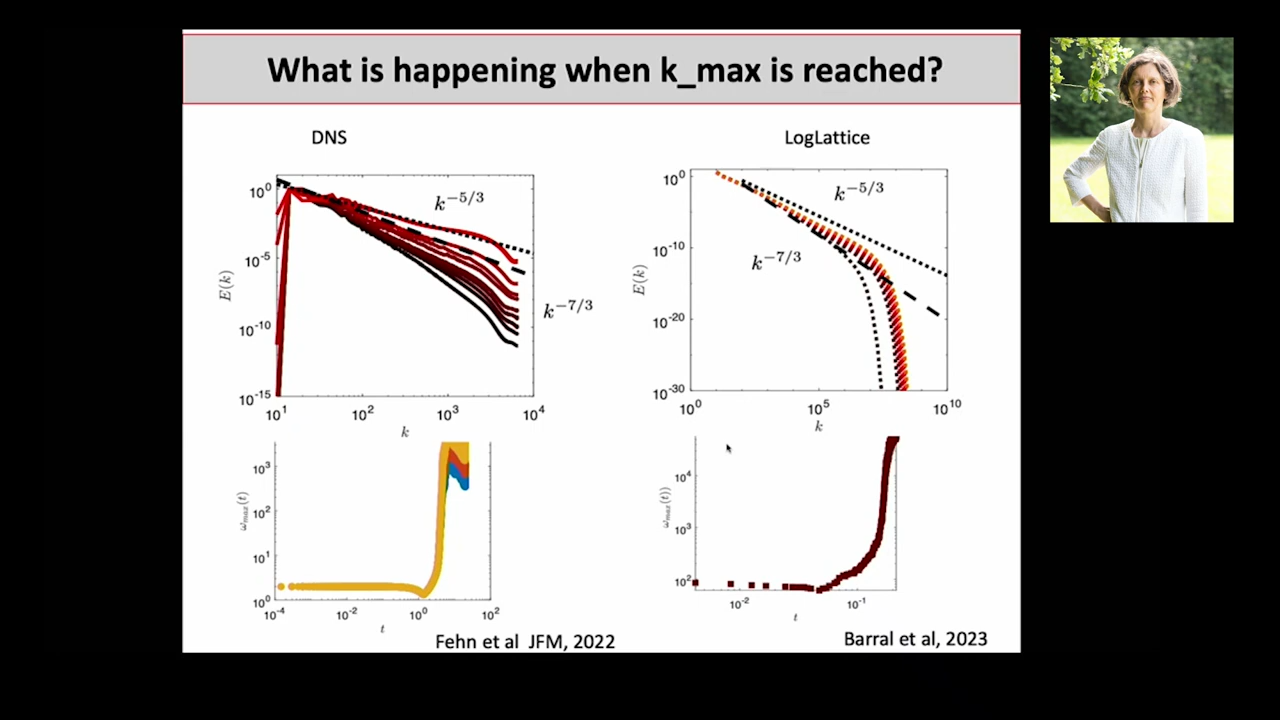 What is happening when k_max is reached?
DNS
LogLattice
10^0
10^-5
10^-10
10^-15
E(k)
k^-5/3
k^-7/3
10^1 10^2 10^3 10^4
k
10^0
10^-10
10^-20
10^-30
E(k)
k^-5/3
k^-7/3
10^0 10^5 10^10
k
10^3
10^2
10^1
10^0
ω_max(t)
10^-4 10^-2 10^0 10^2
t
Fehn et al JFM, 2022
10^4
10^3
10^2
ω_max(t))
10^-2 10^-1
t
Barral et al, 2023